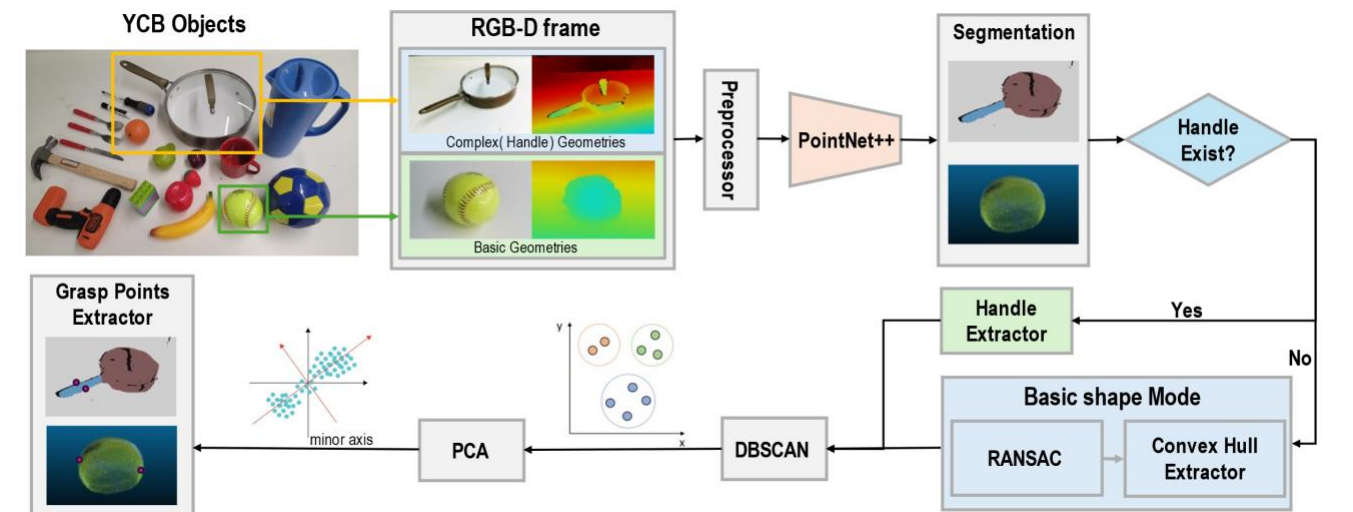 YCB Objects
RGB-D frame
Complex( Handle) Geometries
Basic Geometries
Preprocessor
PointNet++
Segmentation
Handle
Exist?
Yes
No
Handle
Extractor
Basic shape Mode
RANSAC
Convex Hull
Extractor
DBSCAN
y
x
PCA
minor axis
Grasp Points
Extractor